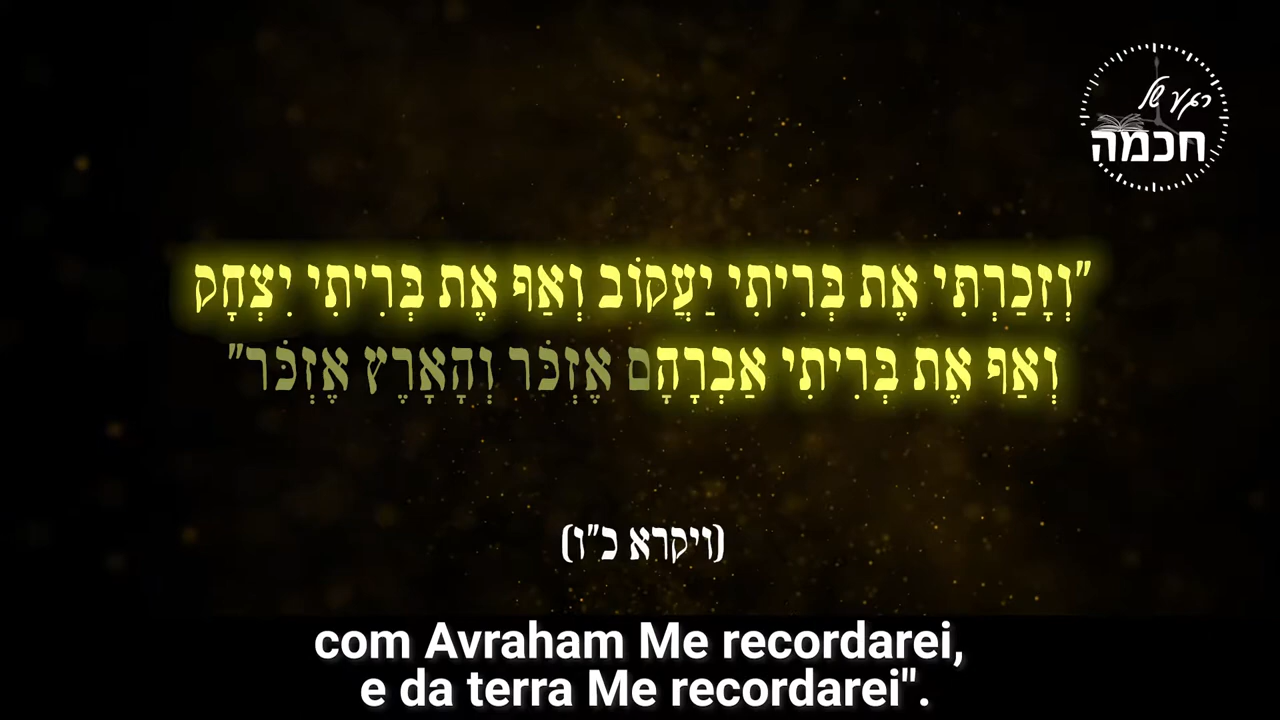 רגע של
חכמה
"וְזָכַרְתִּי אֶת בְּרִיתִי יַעֲקוֹב וְאַף אֶת בְּרִיתִי יִצְחָק
וְאַף אֶת בְּרִיתִי אַבְרָהָם אֶזְכֹּר וְהָאָרֶץ אֶזְכֹּר"
(ויקרא כ"ו)
com Avraham Me recordarei,
e da terra Me recordarei".